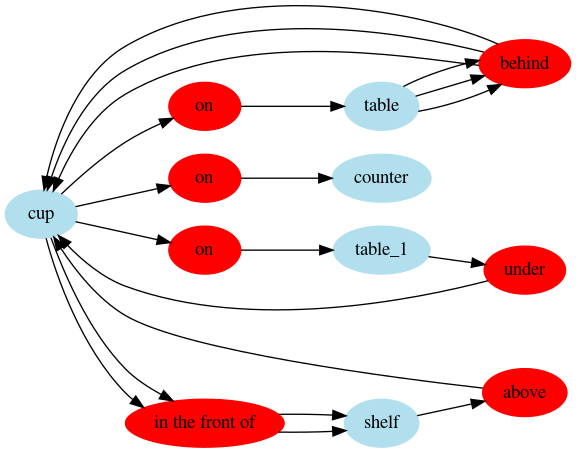 behind
on
table
on
counter
cup
on
table_1
under
above
in the front of
shelf